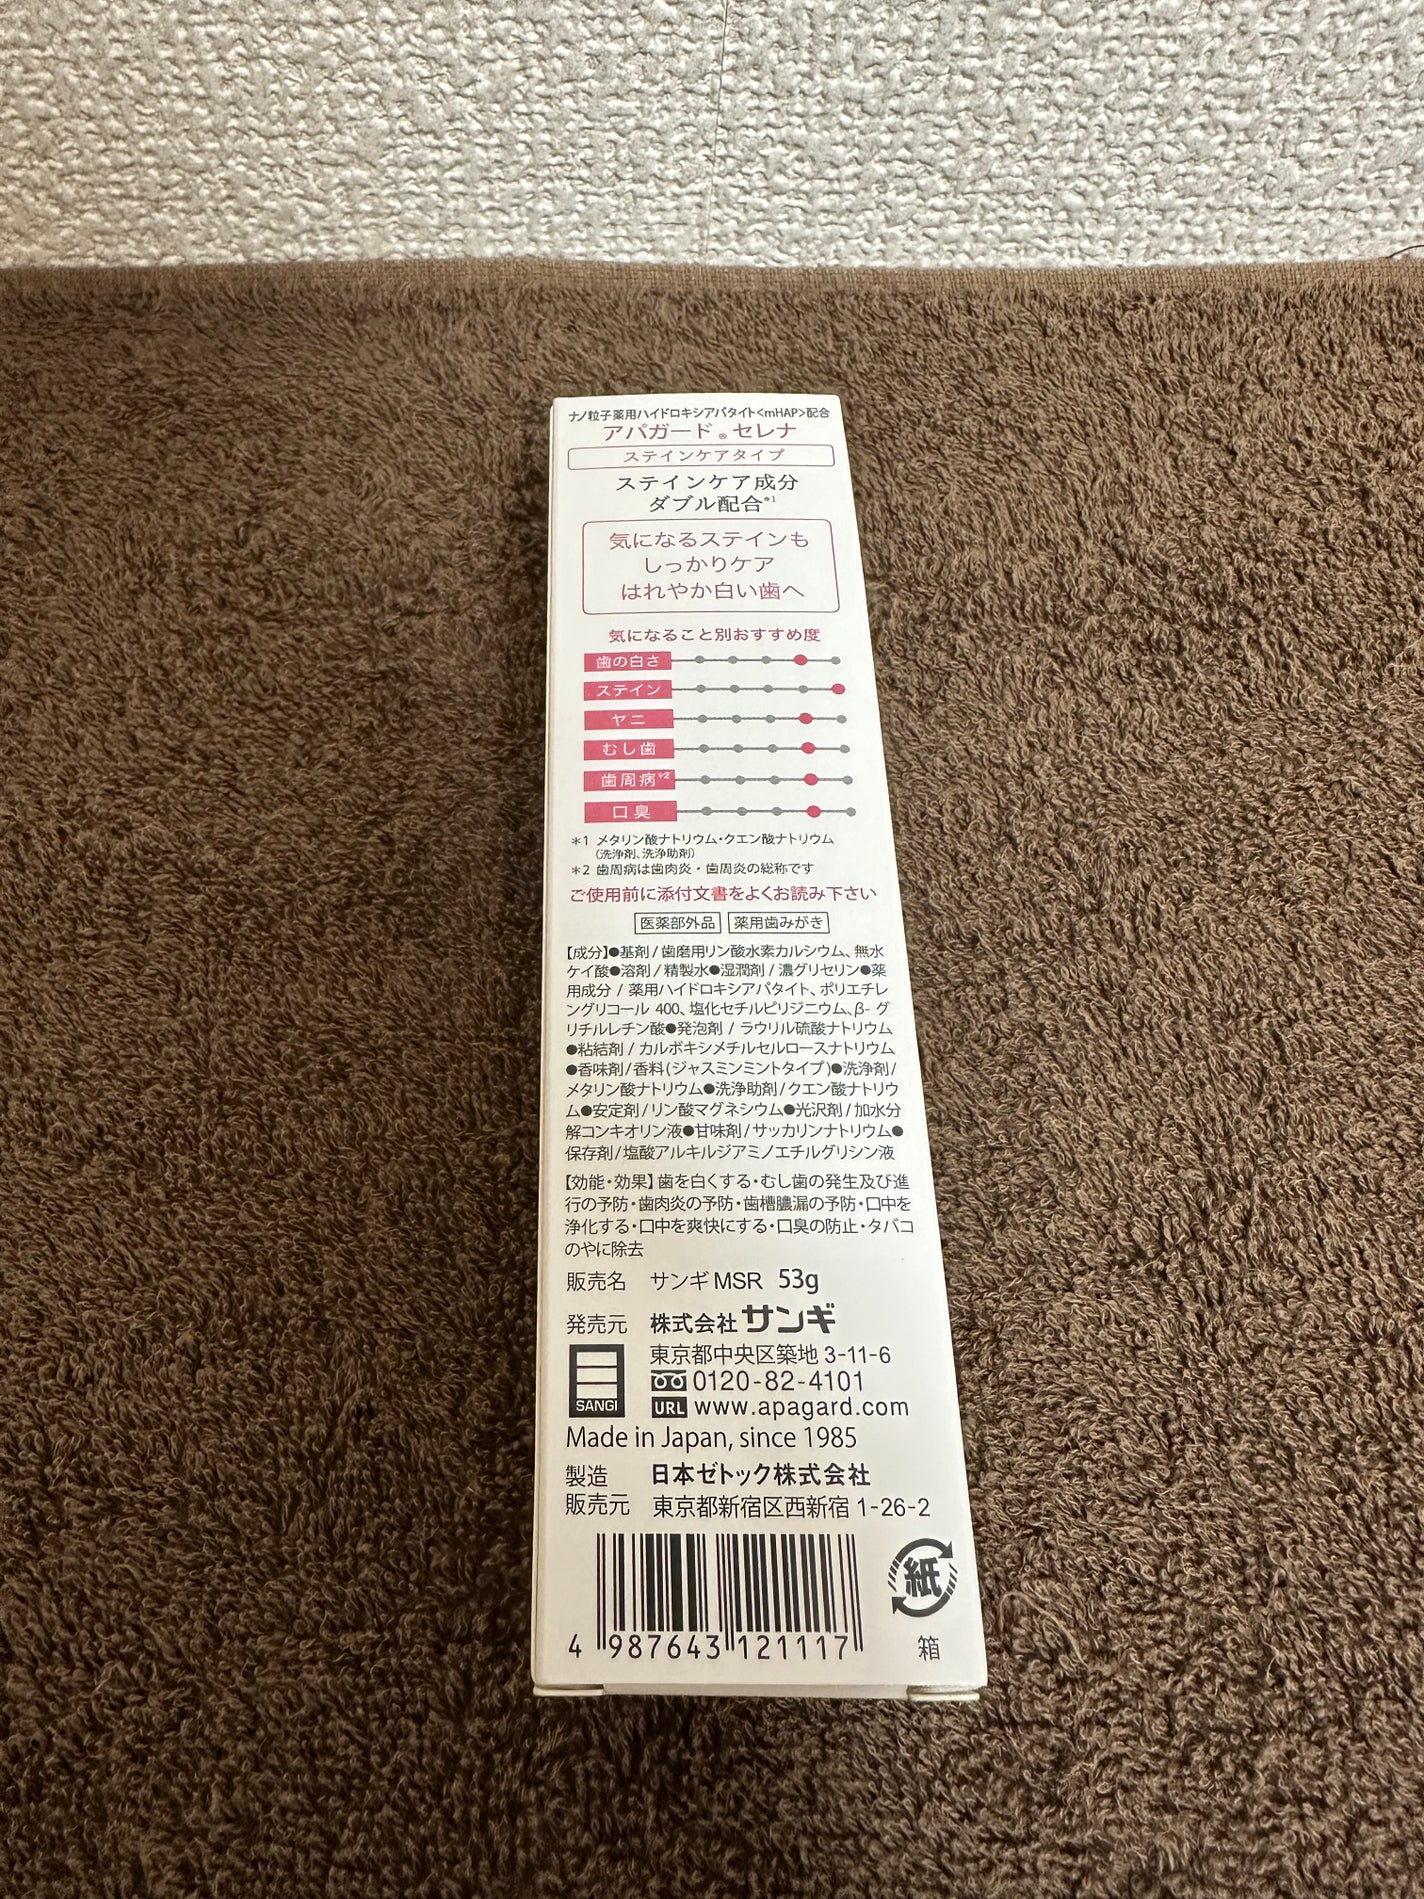 ナノ粒子薬用ハイドロキシアパタイト<mHAP>配合
アパガード®セレナ
ステインケアタイプ
ステインケア成分
ダブル配合*1
気になるステインも
しっかりケア
はれやか白い歯へ
気になること別おすすめ度
歯の白さ
ステイン
ヤニ
むし歯
歯周病*2
口臭
*1 メタリン酸ナトリウム・クエン酸ナトリウム
(洗浄剤、洗浄助剤)
*2 歯周病は歯肉炎・歯周炎の総称です
ご使用前に添付文書をよくお読み下さい
医薬部外品 薬用歯みがき
【成分】●基剤/歯磨用リン酸水素カルシウム、無水
ケイ酸●溶剤/精製水●湿潤剤/濃グリセリン●薬
用成分/薬用ハイドロキシアパタイト、ポリエチレ
ングリコール 400、塩化セチルピリジニウム、β-グ
リチルレチン酸●発泡剤/ラウリル硫酸ナトリウム
●粘結剤/カルボキシメチルセルロースナトリウム
●香味剤/香料(ジャスミンミントタイプ)●洗浄剤/
メタリン酸ナトリウム●洗浄助剤/クエン酸ナトリウ
ム●安定剤/リン酸マグネシウム●光沢剤/加水分
解コンキオリン液●甘味剤/サッカリンナトリウム●
保存剤/塩酸アルキルジアミノエチルグリシン液
【効能・効果】歯を白くする・むし歯の発生及び進
行の予防・歯肉炎の予防・歯槽膿漏の予防・口中を
浄化する・口中を爽快にする・口臭の防止・タバコ
のやに除去
販売名 サンギMSR 53g
発売元 株式会社サンギ
東京都中央区築地 3-11-6
0120-82-4101
SANGI
URL www.apagard.com
Made in Japan, since 1985
製造
販売元
日本ゼトック株式会社
東京都新宿区西新宿 1-26-2
4 987643 121117
紙
箱